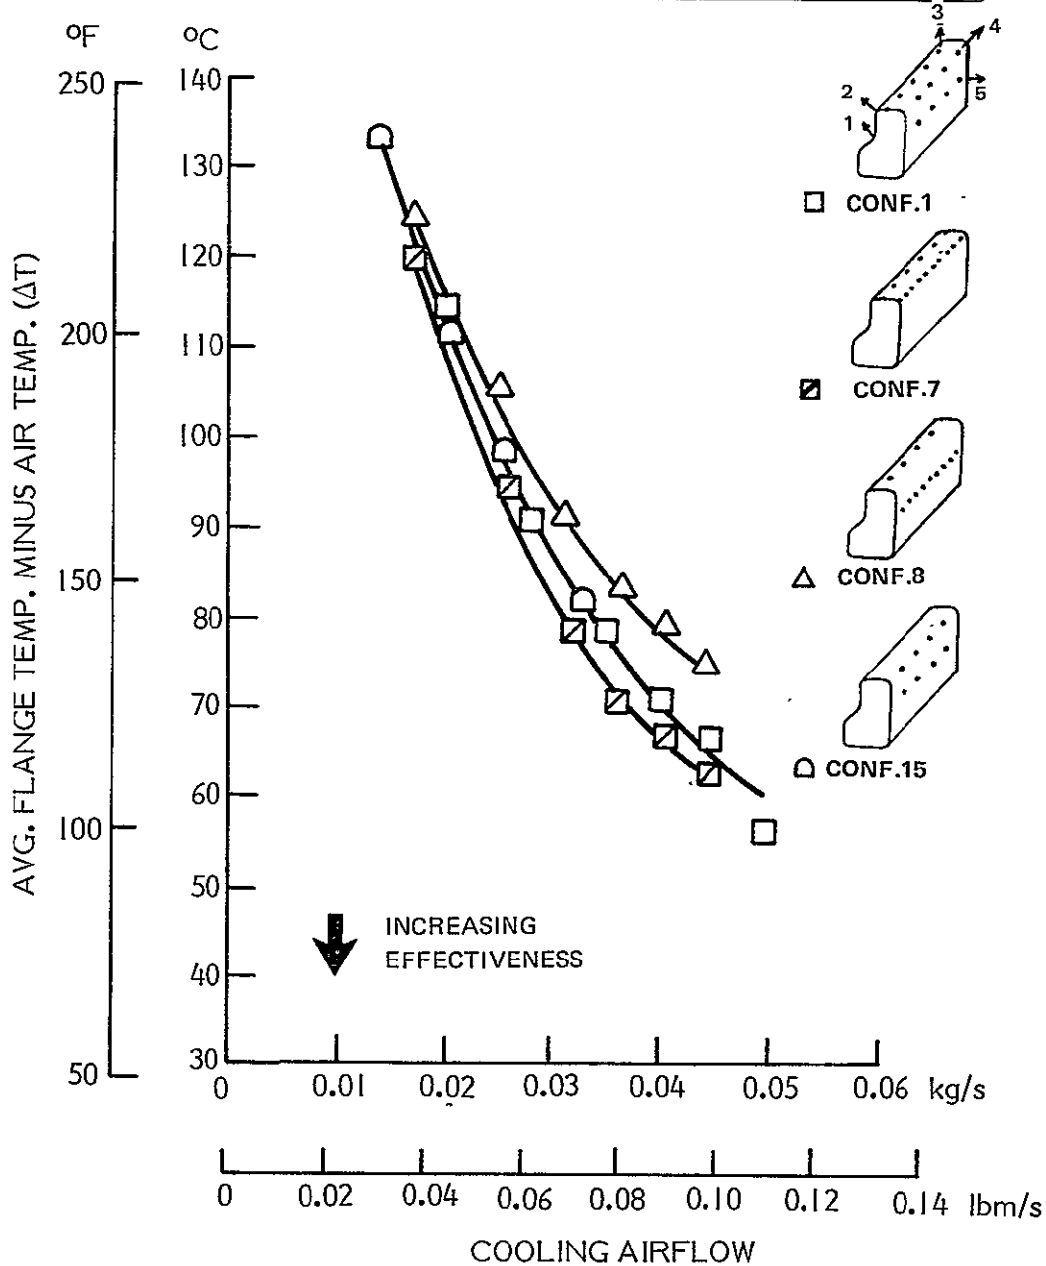 °F
°C
250
200
150
100
50
140
130
120
110
100
90
80
70
60
50
40
30
AVG. FLANGE TEMP. MINUS AIR TEMP. (ΔT)
3
4
2
5
1
CONF.1
CONF.7
CONF.8
CONF.15
INCREASING
EFFECTIVENESS
0 0.01 0.02 0.03 0.04 0.05 0.06 kg/s
0 0.02 0.04 0.06 0.08 0.10 0.12 0.14 lbm/s
COOLING AIRFLOW